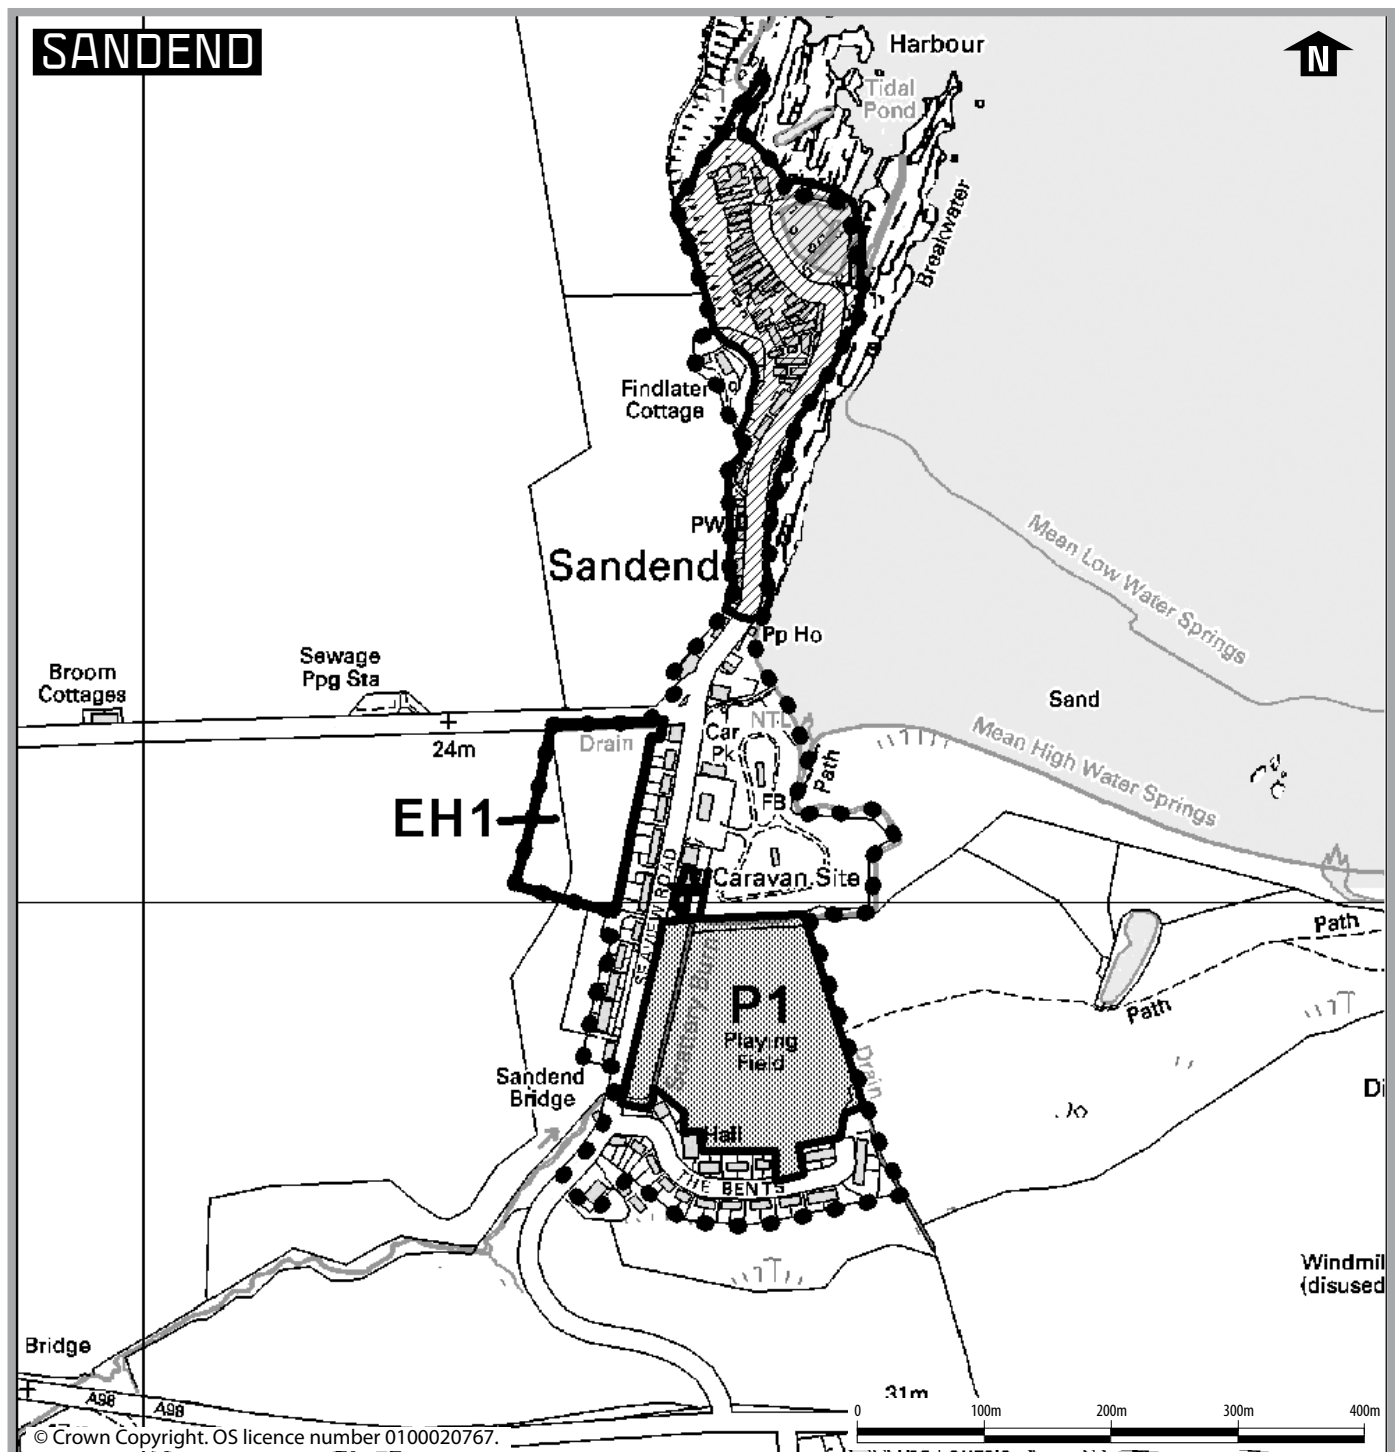 SANDEND
Harbour
N
Tidal
Pond
Breakwater
Findlater
Cottage
PW
Sandend
Mean Low Water Springs
Pp Ho
Sewage
Ppg Sta
Broom
Cottages
Sand
NTL
Car
Pk
Drain
24m
Path
Mean High Water Springs
EH1
FB
Caravan Site
SEAVIEW ROAD
Path
P1
Playing
Field
Scattary Burn
Path
Drain
Sandend
Bridge
Di
Hall
THE BENTS
Windmil
(disused
Bridge
A98
A98
31m
0 100m 200m 300m 400m
© Crown Copyright. OS licence number 0100020767.